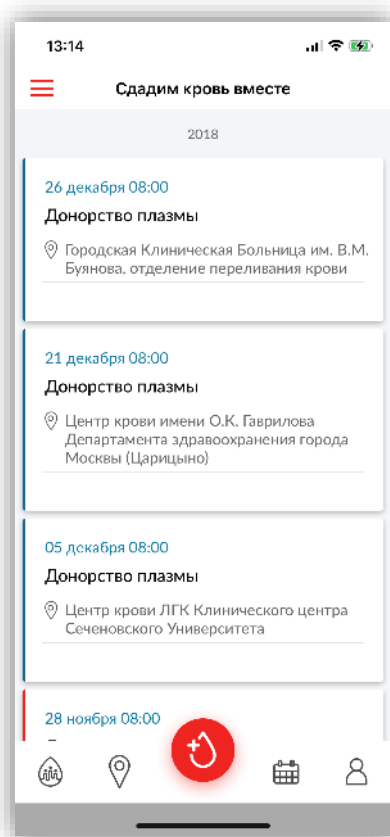 13:14
Сдадим кровь вместе
2018
26 декабря 08:00
Донорство плазмы
Городская Клиническая Больница им. В.М.
Буянова, отделение переливания крови
21 декабря 08:00
Донорство плазмы
Центр крови имени О.К. Гаврилова
Департамента здравоохранения города
Москвы (Царицыно)
05 декабря 08:00
Донорство плазмы
Центр крови ЛГК Клинического центра
Сеченовского Университета
28 ноября 08:00